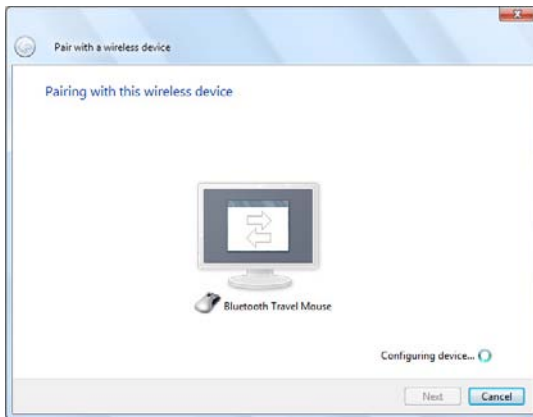 Pair with a wireless device
Pairing with this wireless device
Bluetooth Travel Mouse
Configuring device...
Next
Cancel